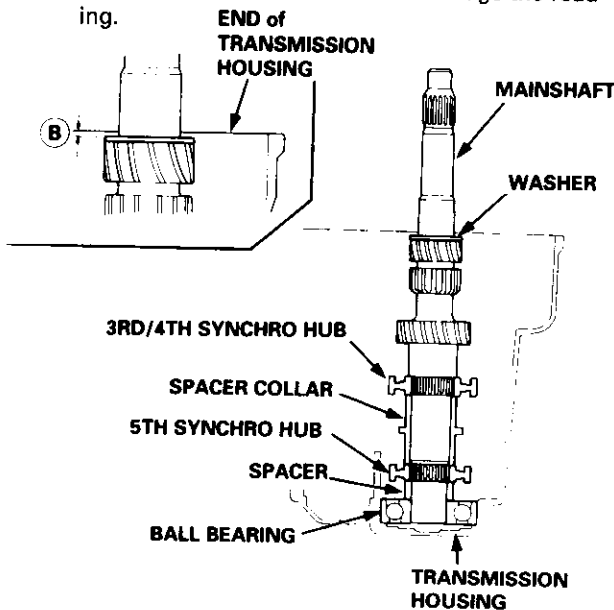 ing.
END of
TRANSMISSION
HOUSING
B
MAINSHAFT
WASHER
3RD/4TH SYNCHRO HUB
SPACER COLLAR
5TH SYNCHRO HUB
SPACER
BALL BEARING
TRANSMISSION
HOUSING